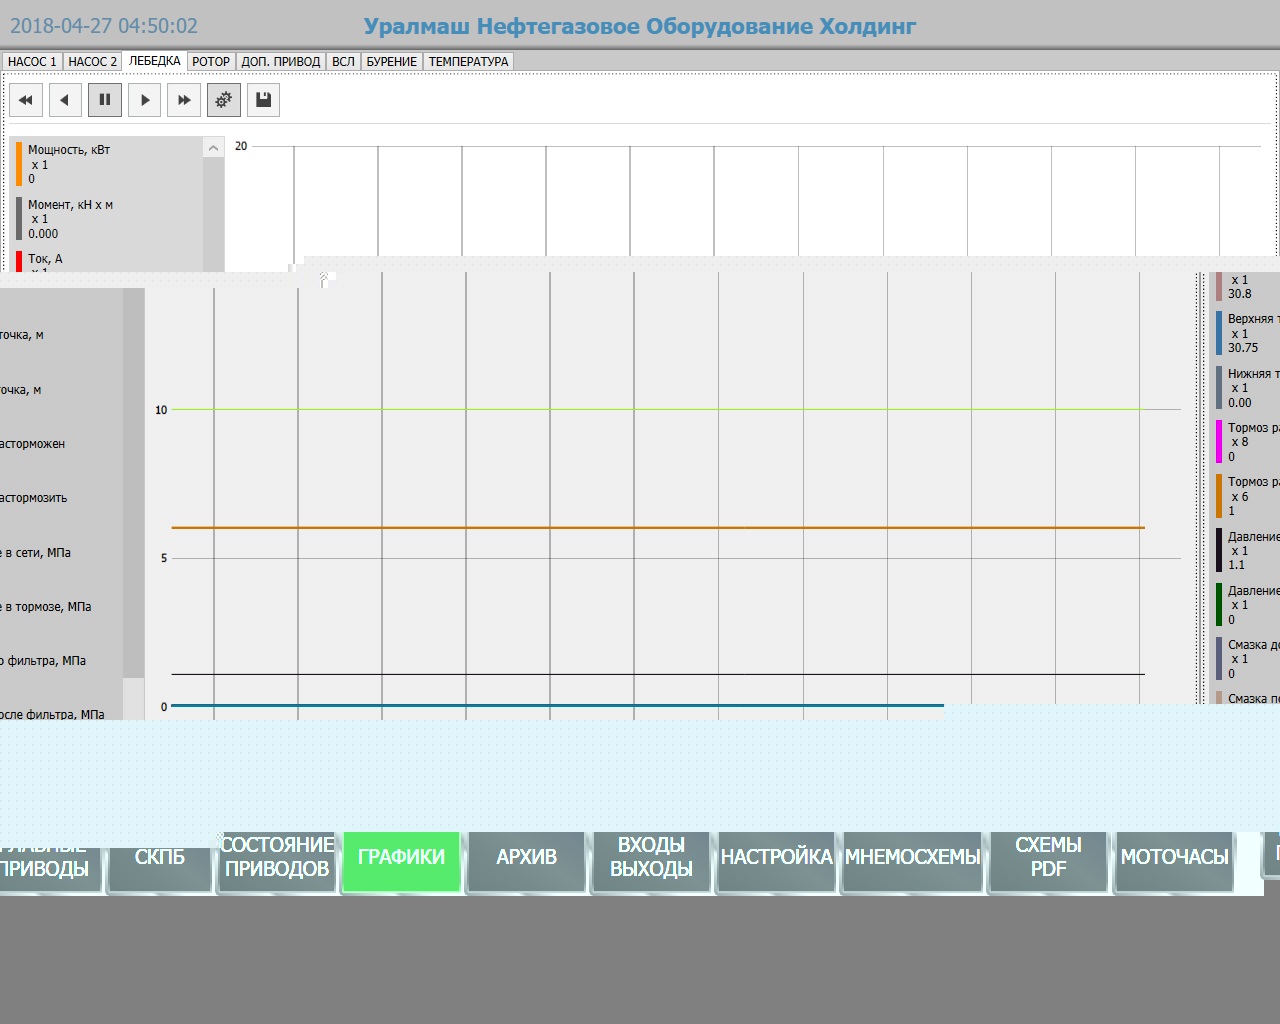 2018-04-27 04:50:02
Уралмаш Нефтегазовое Оборудование Холдинг
НАСОС 1
НАСОС 2
ЛЕБЕДКА
РОТОР
ДОП. ПРИВОД
ВСЛ
БУРЕНИЕ
ТЕМПЕРАТУРА
Мощность, кВт
x 1
0
Момент, кН х м
x 1
0.000
Ток, А
x 1
20
точка, м
точка, м
асторможен
астормозить
е в сети, МПа
е в тормозе, МПа
о фильтра, МПа
осле фильтра, МПа
10
5
0
x 1
30.8
Верхняя т
x 1
30.75
Нижняя т
x 1
0.00
Тормоз ра
x 8
0
Тормоз ра
x 6
1
Давление
x 1
1.1
Давление
x 1
0
Смазка до
x 1
0
Смазка по
ГЛАВНЫЕ
ПРИВОДЫ
СКПБ
СОСТОЯНИЕ
ПРИВОДОВ
ГРАФИКИ
АРХИВ
ВХОДЫ
ВЫХОДЫ
НАСТРОЙКА
МНЕМОСХЕМЫ
СХЕМЫ
PDF
МОТОЧАСЫ